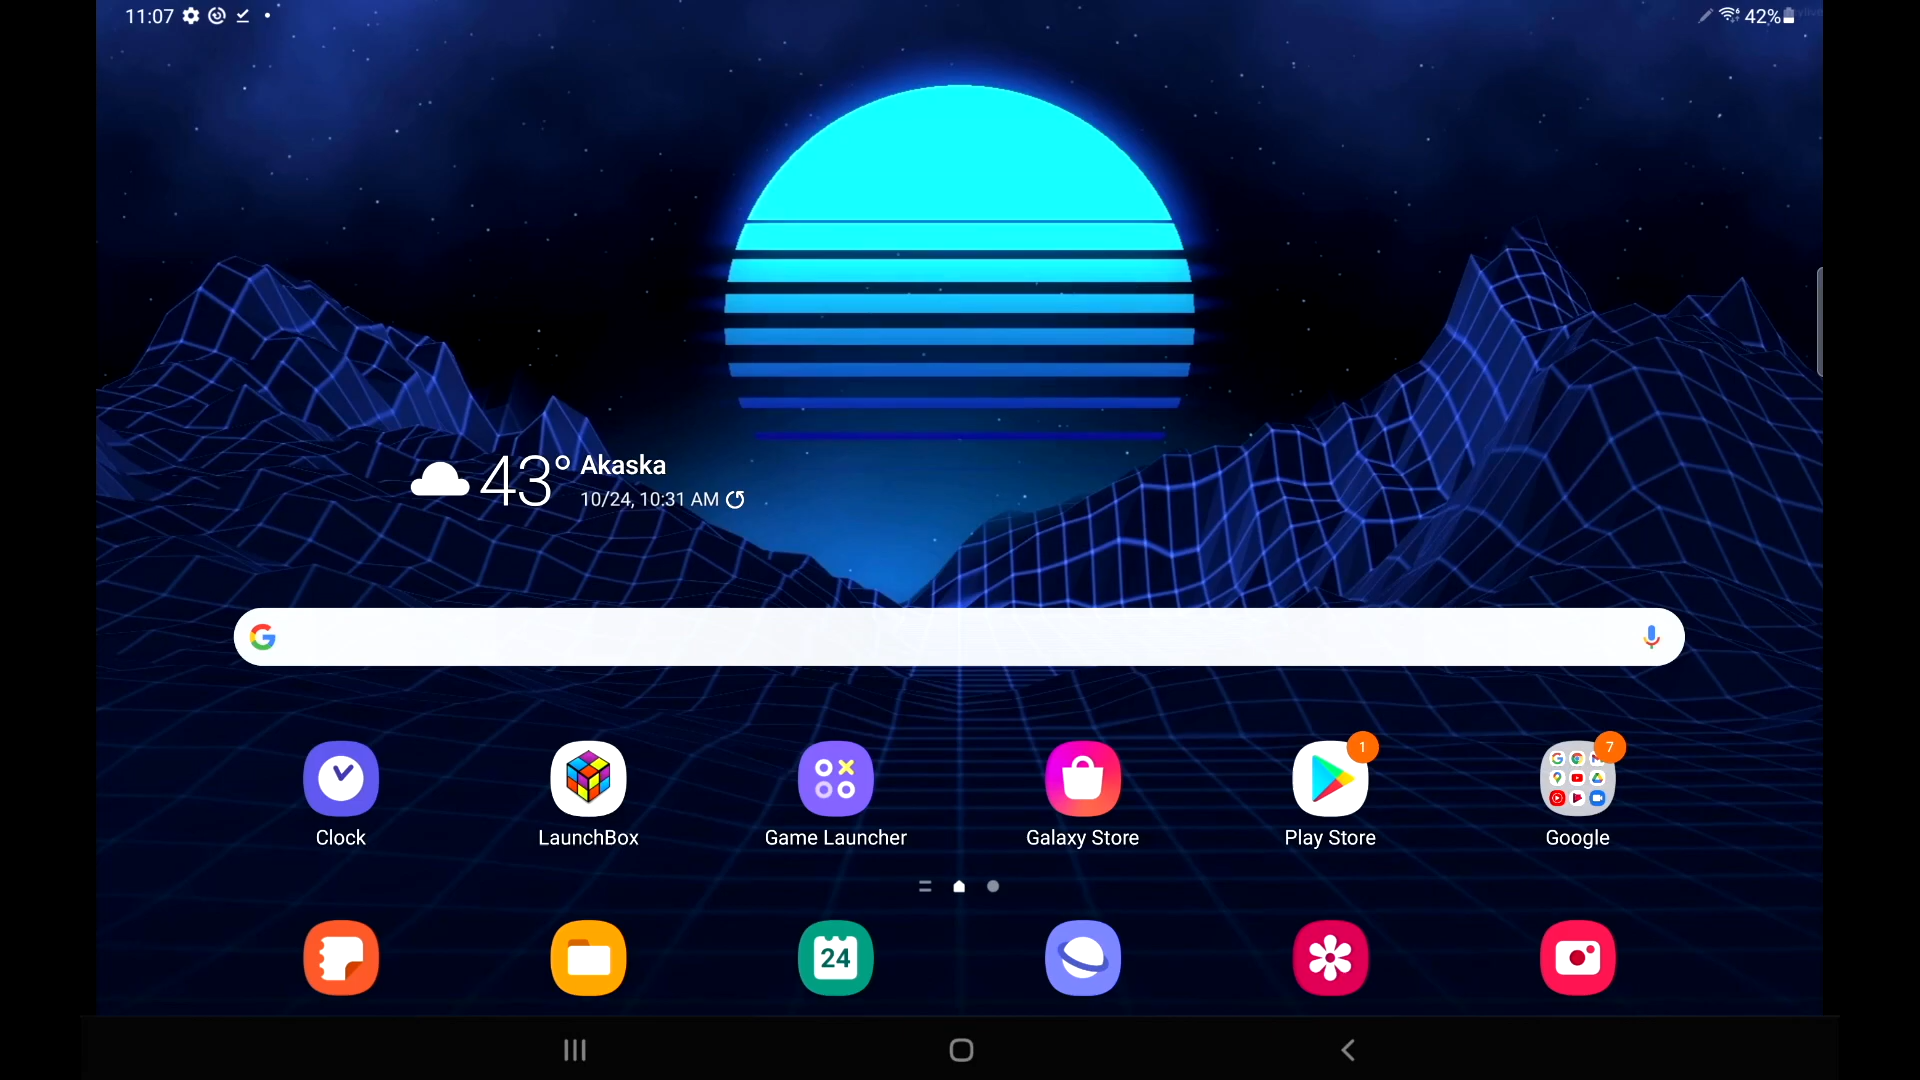 11:07
42%
43° Akaska
10/24, 10:31 AM
1
7
Clock
LaunchBox
Game Launcher
Galaxy Store
Play Store
Google
24